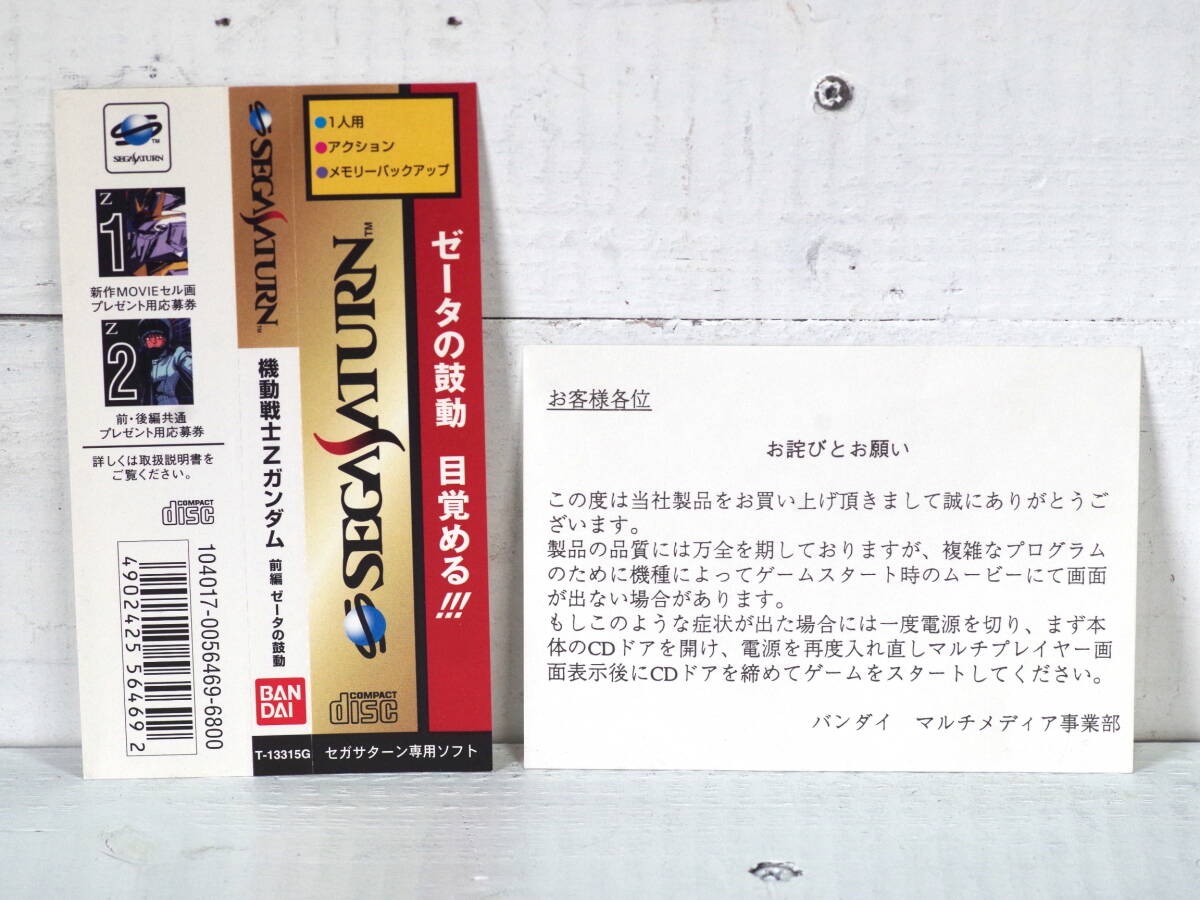 SEGA SATURN
TM
Z
1
新作MOVIEセル画
プレゼント用応募券
Z
2
前・後編共通
プレゼント用応募券
詳しくは取扱説明書を
ご覧ください。
COMPACT
disc
104017-0056469-6800
4902425564692
SEGA SATURN
TM
機動戦士Ζガンダム 前編 ゼータの鼓動
BAN
DAI
T-13315G
●1人用
●アクション
●メモリーバックアップ
SEGA SATURN
TM
COMPACT
disc
ゼータの鼓動 目覚める!!!
セガサターン専用ソフト
お客様各位
お詫びとお願い
この度は当社製品をお買い上げ頂きまして誠にありがとうご
ざいます。
製品の品質には万全を期しておりますが、複雑なプログラム
のために機種によってゲームスタート時のムービーにて画面
が出ない場合があります。
もしこのような症状が出た場合には一度電源を切り、まず本
体のCDドアを開け、電源を再度入れ直しマルチプレイヤー画
面表示後にCDドアを締めてゲームをスタートしてください。
バンダイ　マルチメディア事業部